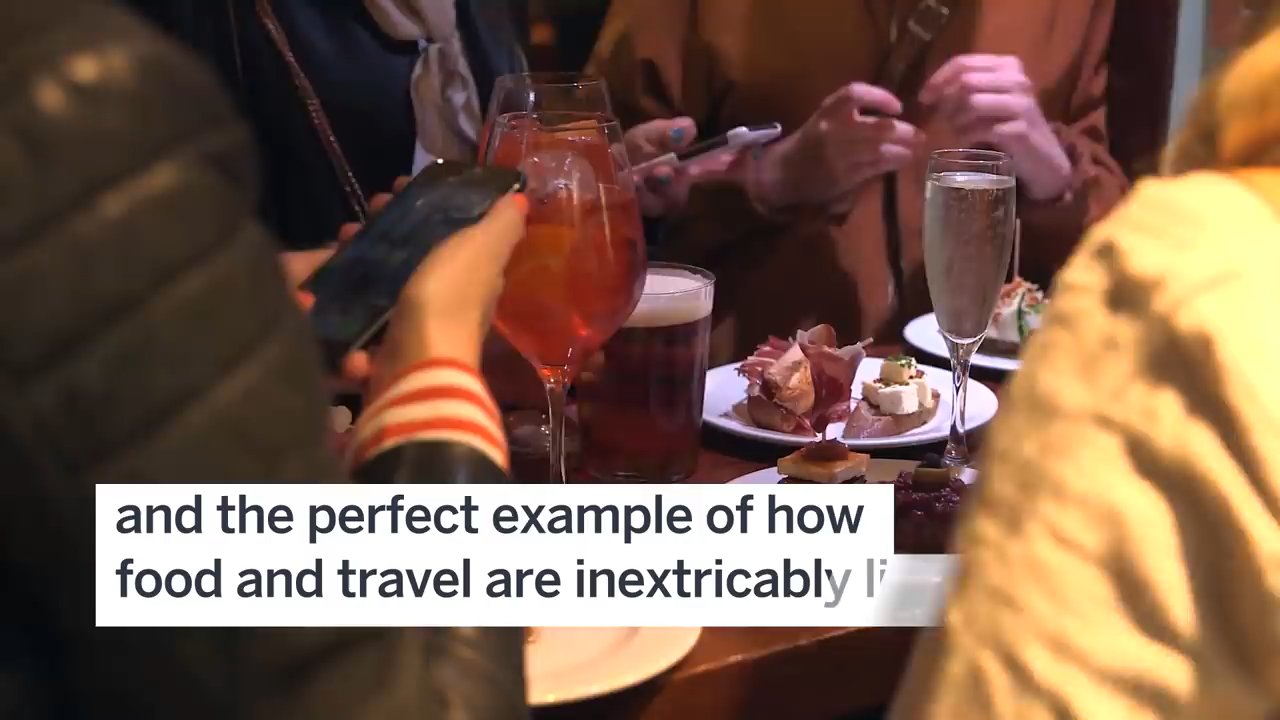 and the perfect example of how
food and travel are inextricably